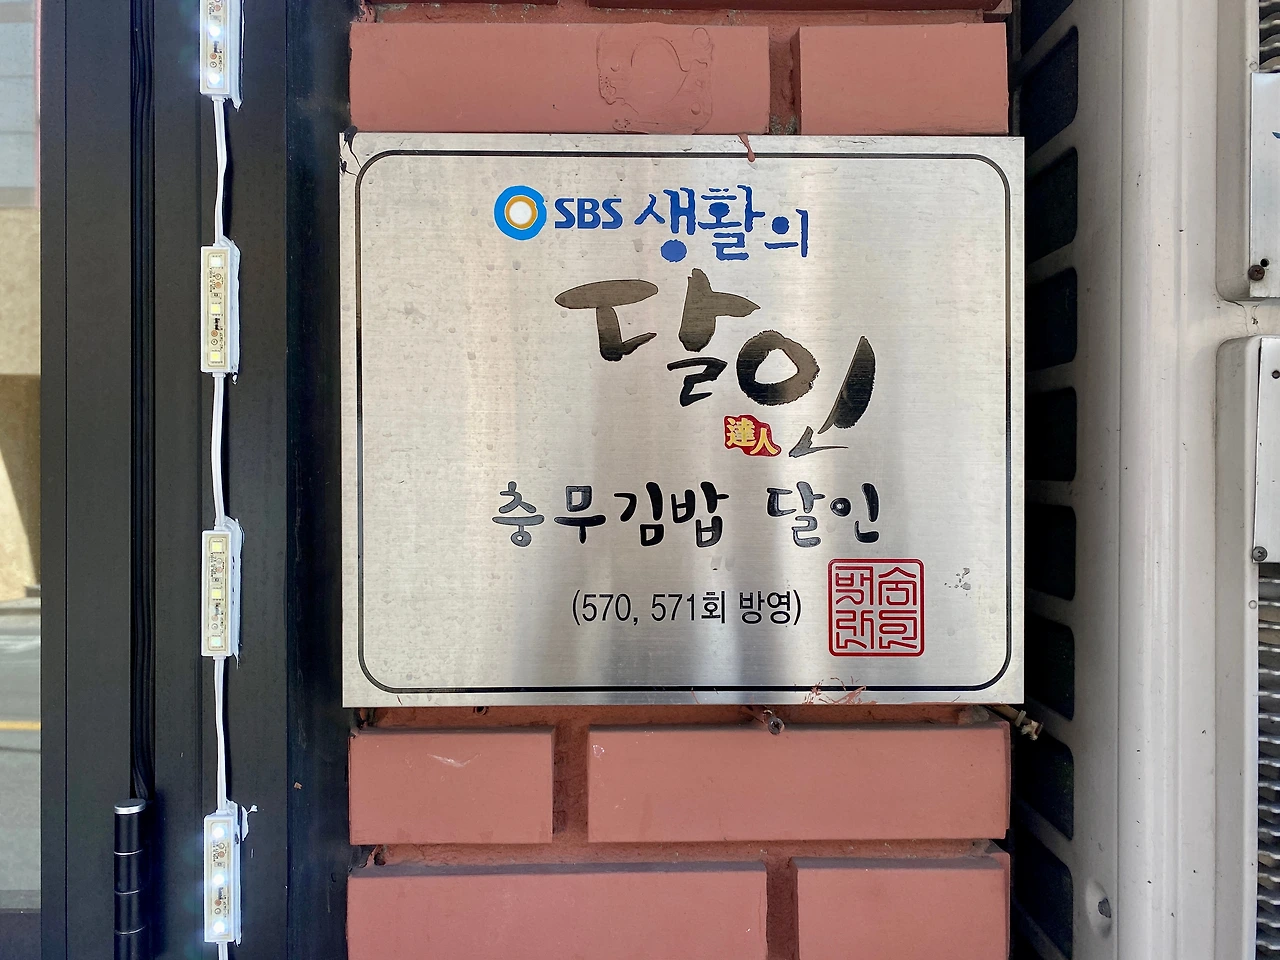 SBS 생활의
달인
達人
충무김밥 달인
(570, 571회 방영)